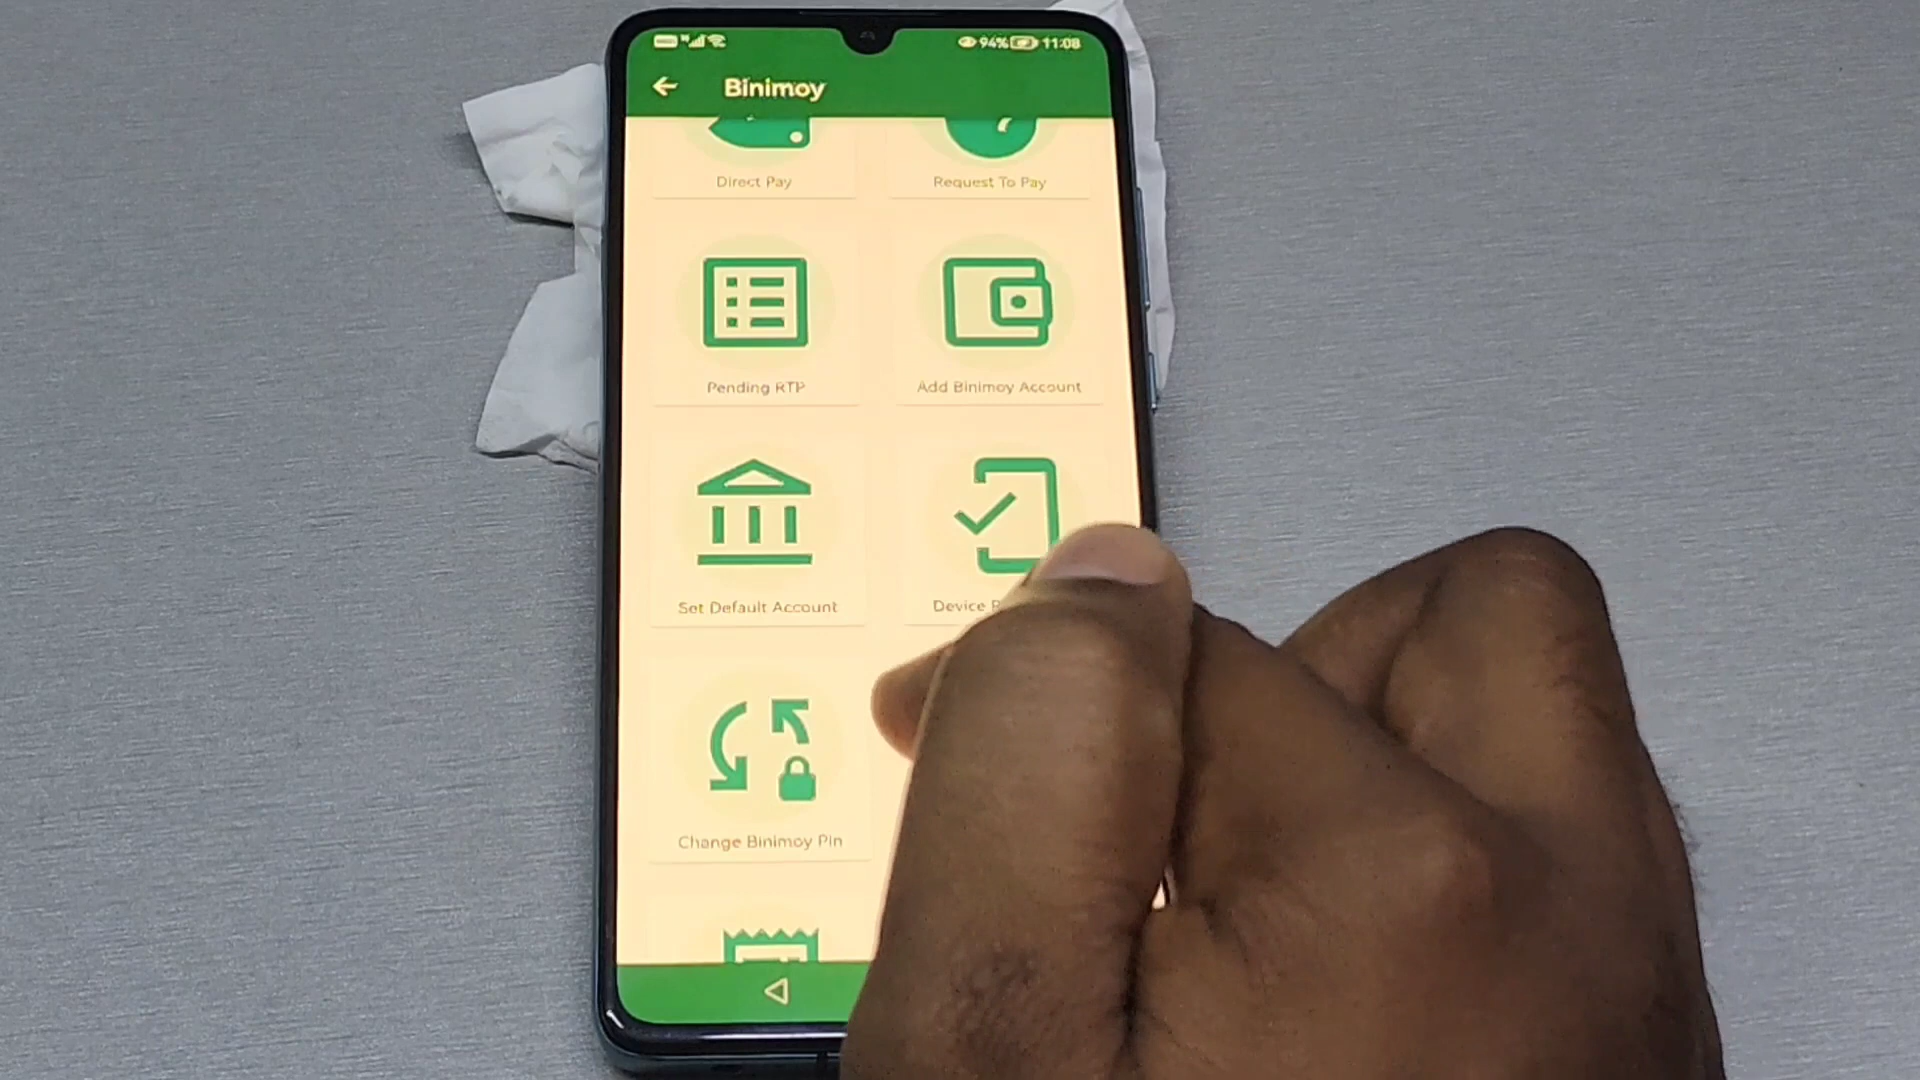 94% 11:08
Binimoy
Direct Pay
Request To Pay
Pending RTP
Add Binimoy Account
Set Default Account
Device
Change Binimoy Pin